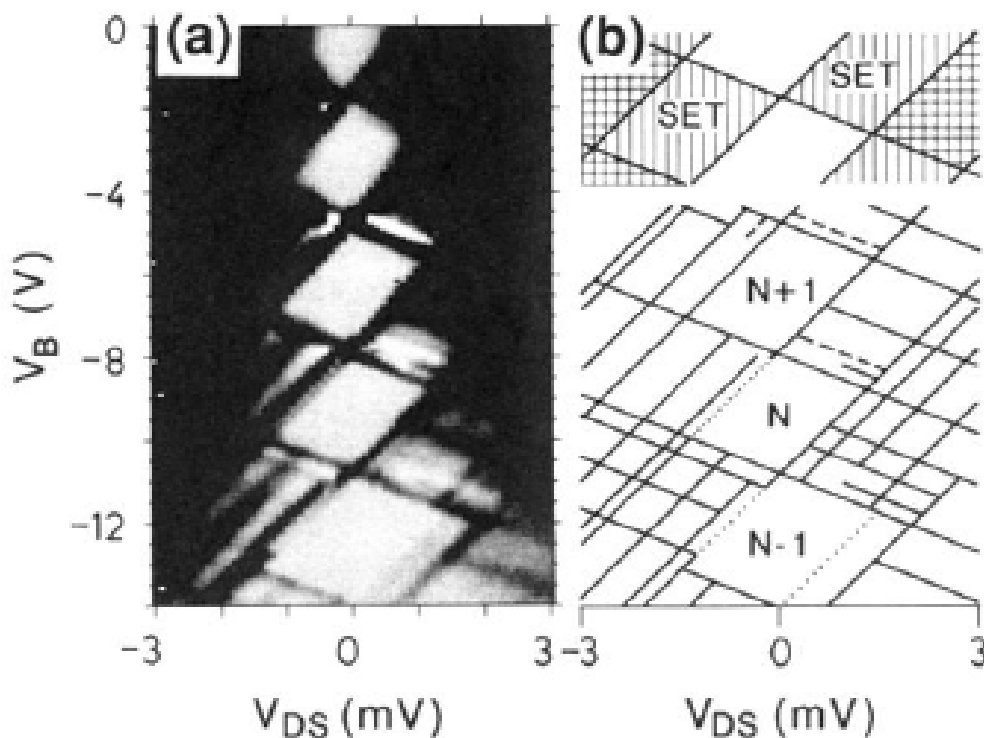 (a)
0
-4
-8
-12
V_B (V)
-3 0 3
V_DS (mV)
(b)
SET
SET
N+1
N
N-1
-3 0 3
V_DS (mV)